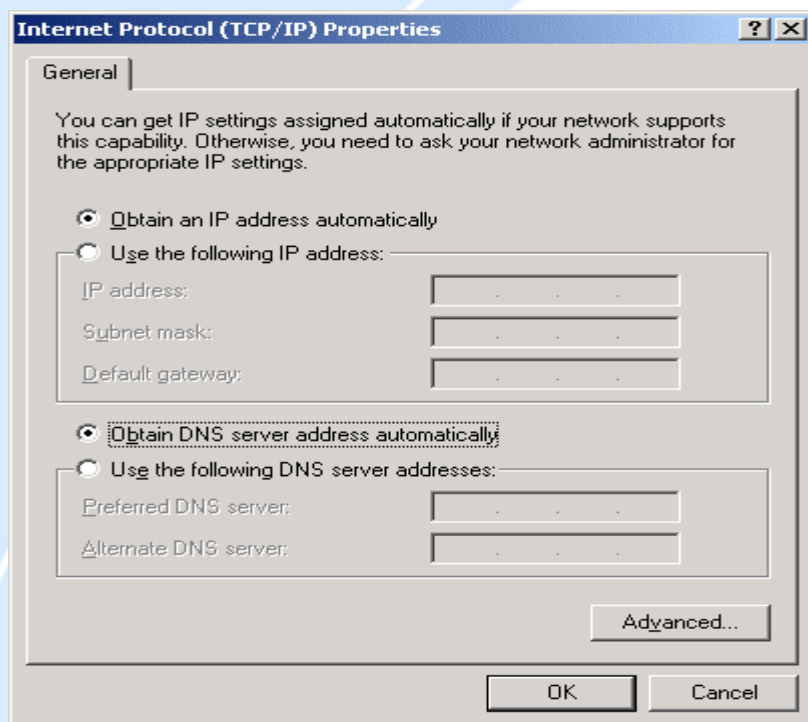 Internet Protocol (TCP/IP) Properties
General
You can get IP settings assigned automatically if your network supports
this capability. Otherwise, you need to ask your network administrator for
the appropriate IP settings.
Obtain an IP address automatically
Use the following IP address:
IP address:
Subnet mask:
Default gateway:
Obtain DNS server address automatically
Use the following DNS server addresses:
Preferred DNS server:
Alternate DNS server:
Advanced...
OK Cancel